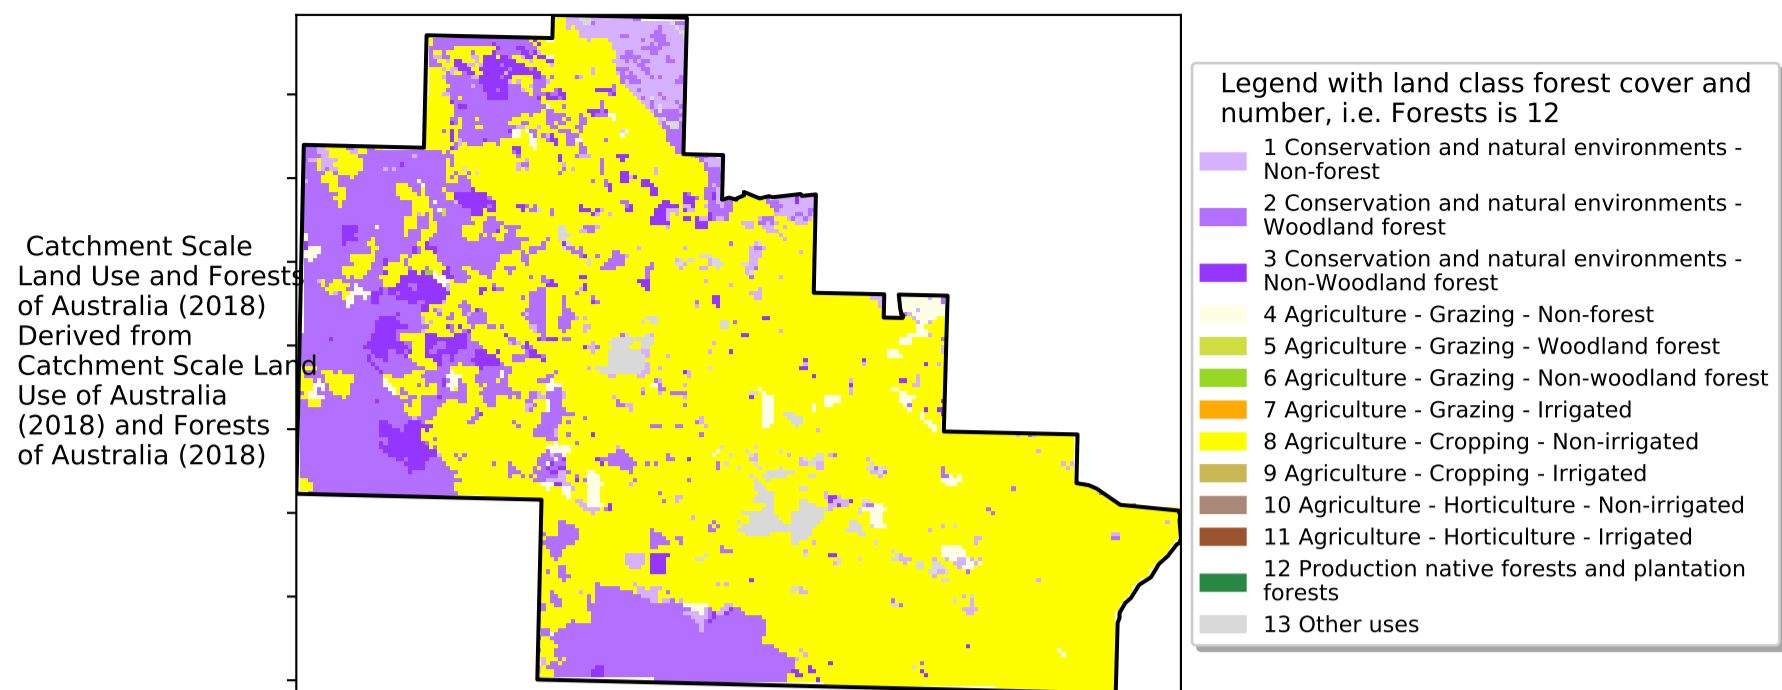 Catchment Scale
Land Use and Forests
of Australia (2018)
Derived from
Catchment Scale Land
Use of Australia
(2018) and Forests
of Australia (2018)
Legend with land class forest cover and
number, i.e. Forests is 12
1 Conservation and natural environments -
Non-forest
2 Conservation and natural environments -
Woodland forest
3 Conservation and natural environments -
Non-Woodland forest
4 Agriculture - Grazing - Non-forest
5 Agriculture - Grazing - Woodland forest
6 Agriculture - Grazing - Non-woodland forest
7 Agriculture - Grazing - Irrigated
8 Agriculture - Cropping - Non-irrigated
9 Agriculture - Cropping - Irrigated
10 Agriculture - Horticulture - Non-irrigated
11 Agriculture - Horticulture - Irrigated
12 Production native forests and plantation
forests
13 Other uses